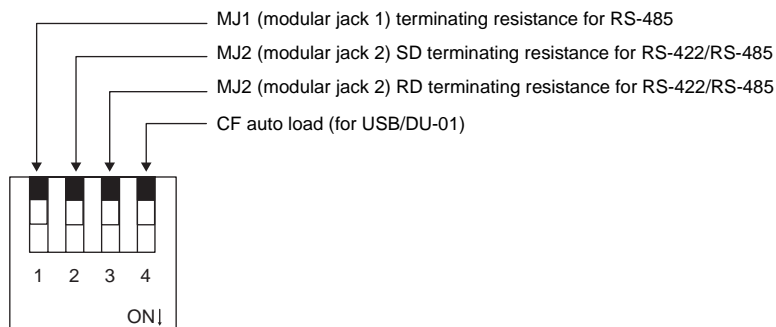 MJ1 (modular jack 1) terminating resistance for RS-485
MJ2 (modular jack 2) SD terminating resistance for RS-422/RS-485
MJ2 (modular jack 2) RD terminating resistance for RS-422/RS-485
CF auto load (for USB/DU-01)
1 2 3 4
ON↓